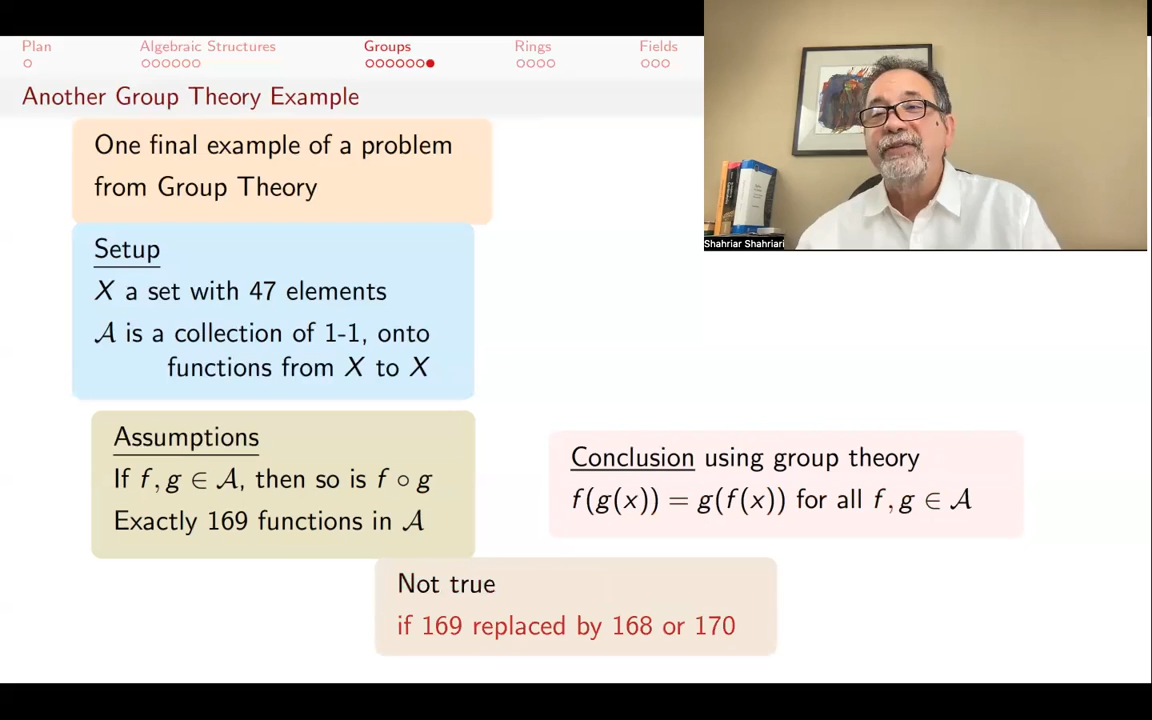 Plan Algebraic Structures Groups Rings Fields
Another Group Theory Example
One final example of a problem
from Group Theory
Setup
X a set with 47 elements
𝒜 is a collection of 1-1, onto
functions from X to X
Assumptions
If f, g ∈ 𝒜, then so is f ∘ g
Exactly 169 functions in 𝒜
Conclusion using group theory
f(g(x)) = g(f(x)) for all f, g ∈ 𝒜
Not true
if 169 replaced by 168 or 170
Shahriar Shahriari